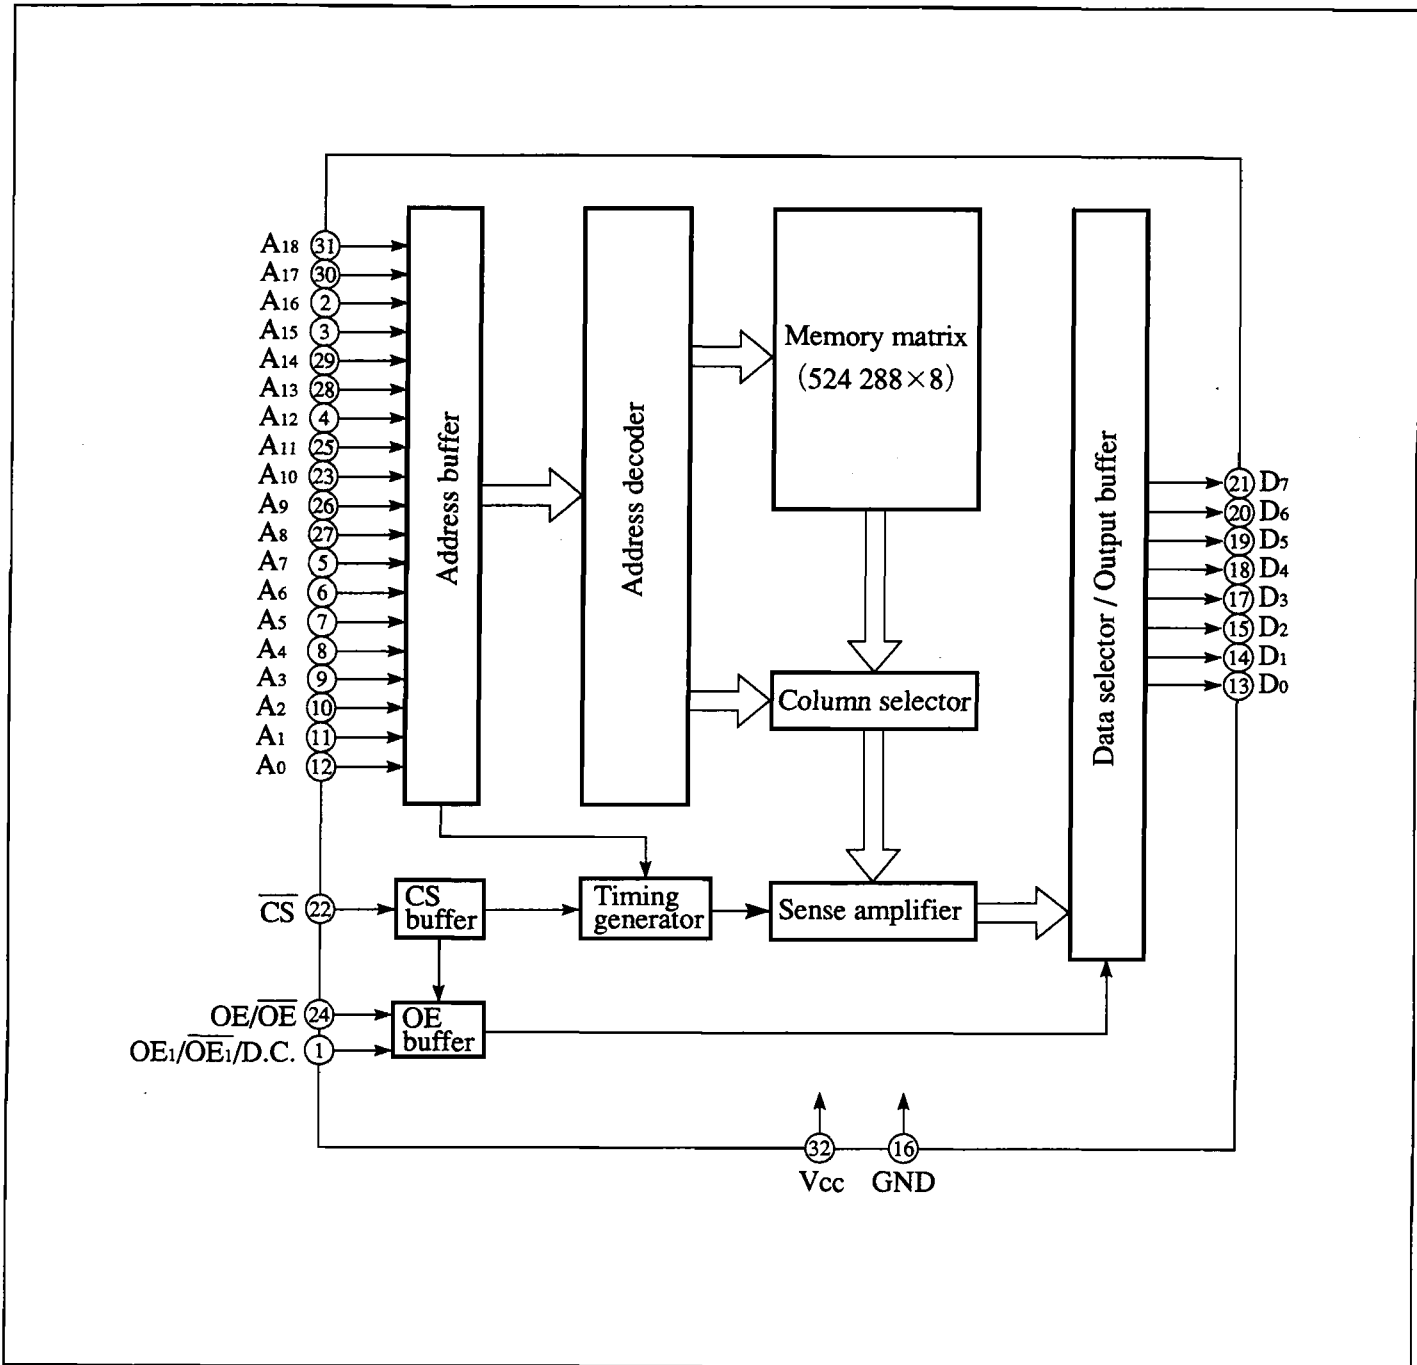 A18 31
A17 30
A16 2
A15 3
A14 29
A13 28
A12 4
A11 25
A10 23
A9 26
A8 27
A7 5
A6 6
A5 7
A4 8
A3 9
A2 10
A1 11
A0 12
Address buffer
Address decoder
Memory matrix
(524 288×8)
Column selector
Data selector / Output buffer
21 D7
20 D6
19 D5
18 D4
17 D3
15 D2
14 D1
13 D0
C̅S̅ 22
CS
buffer
Timing
generator
Sense amplifier
OE/O̅E̅ 24
OE1/O̅E̅1̅/D.C. 1
OE
buffer
32
Vcc
16
GND